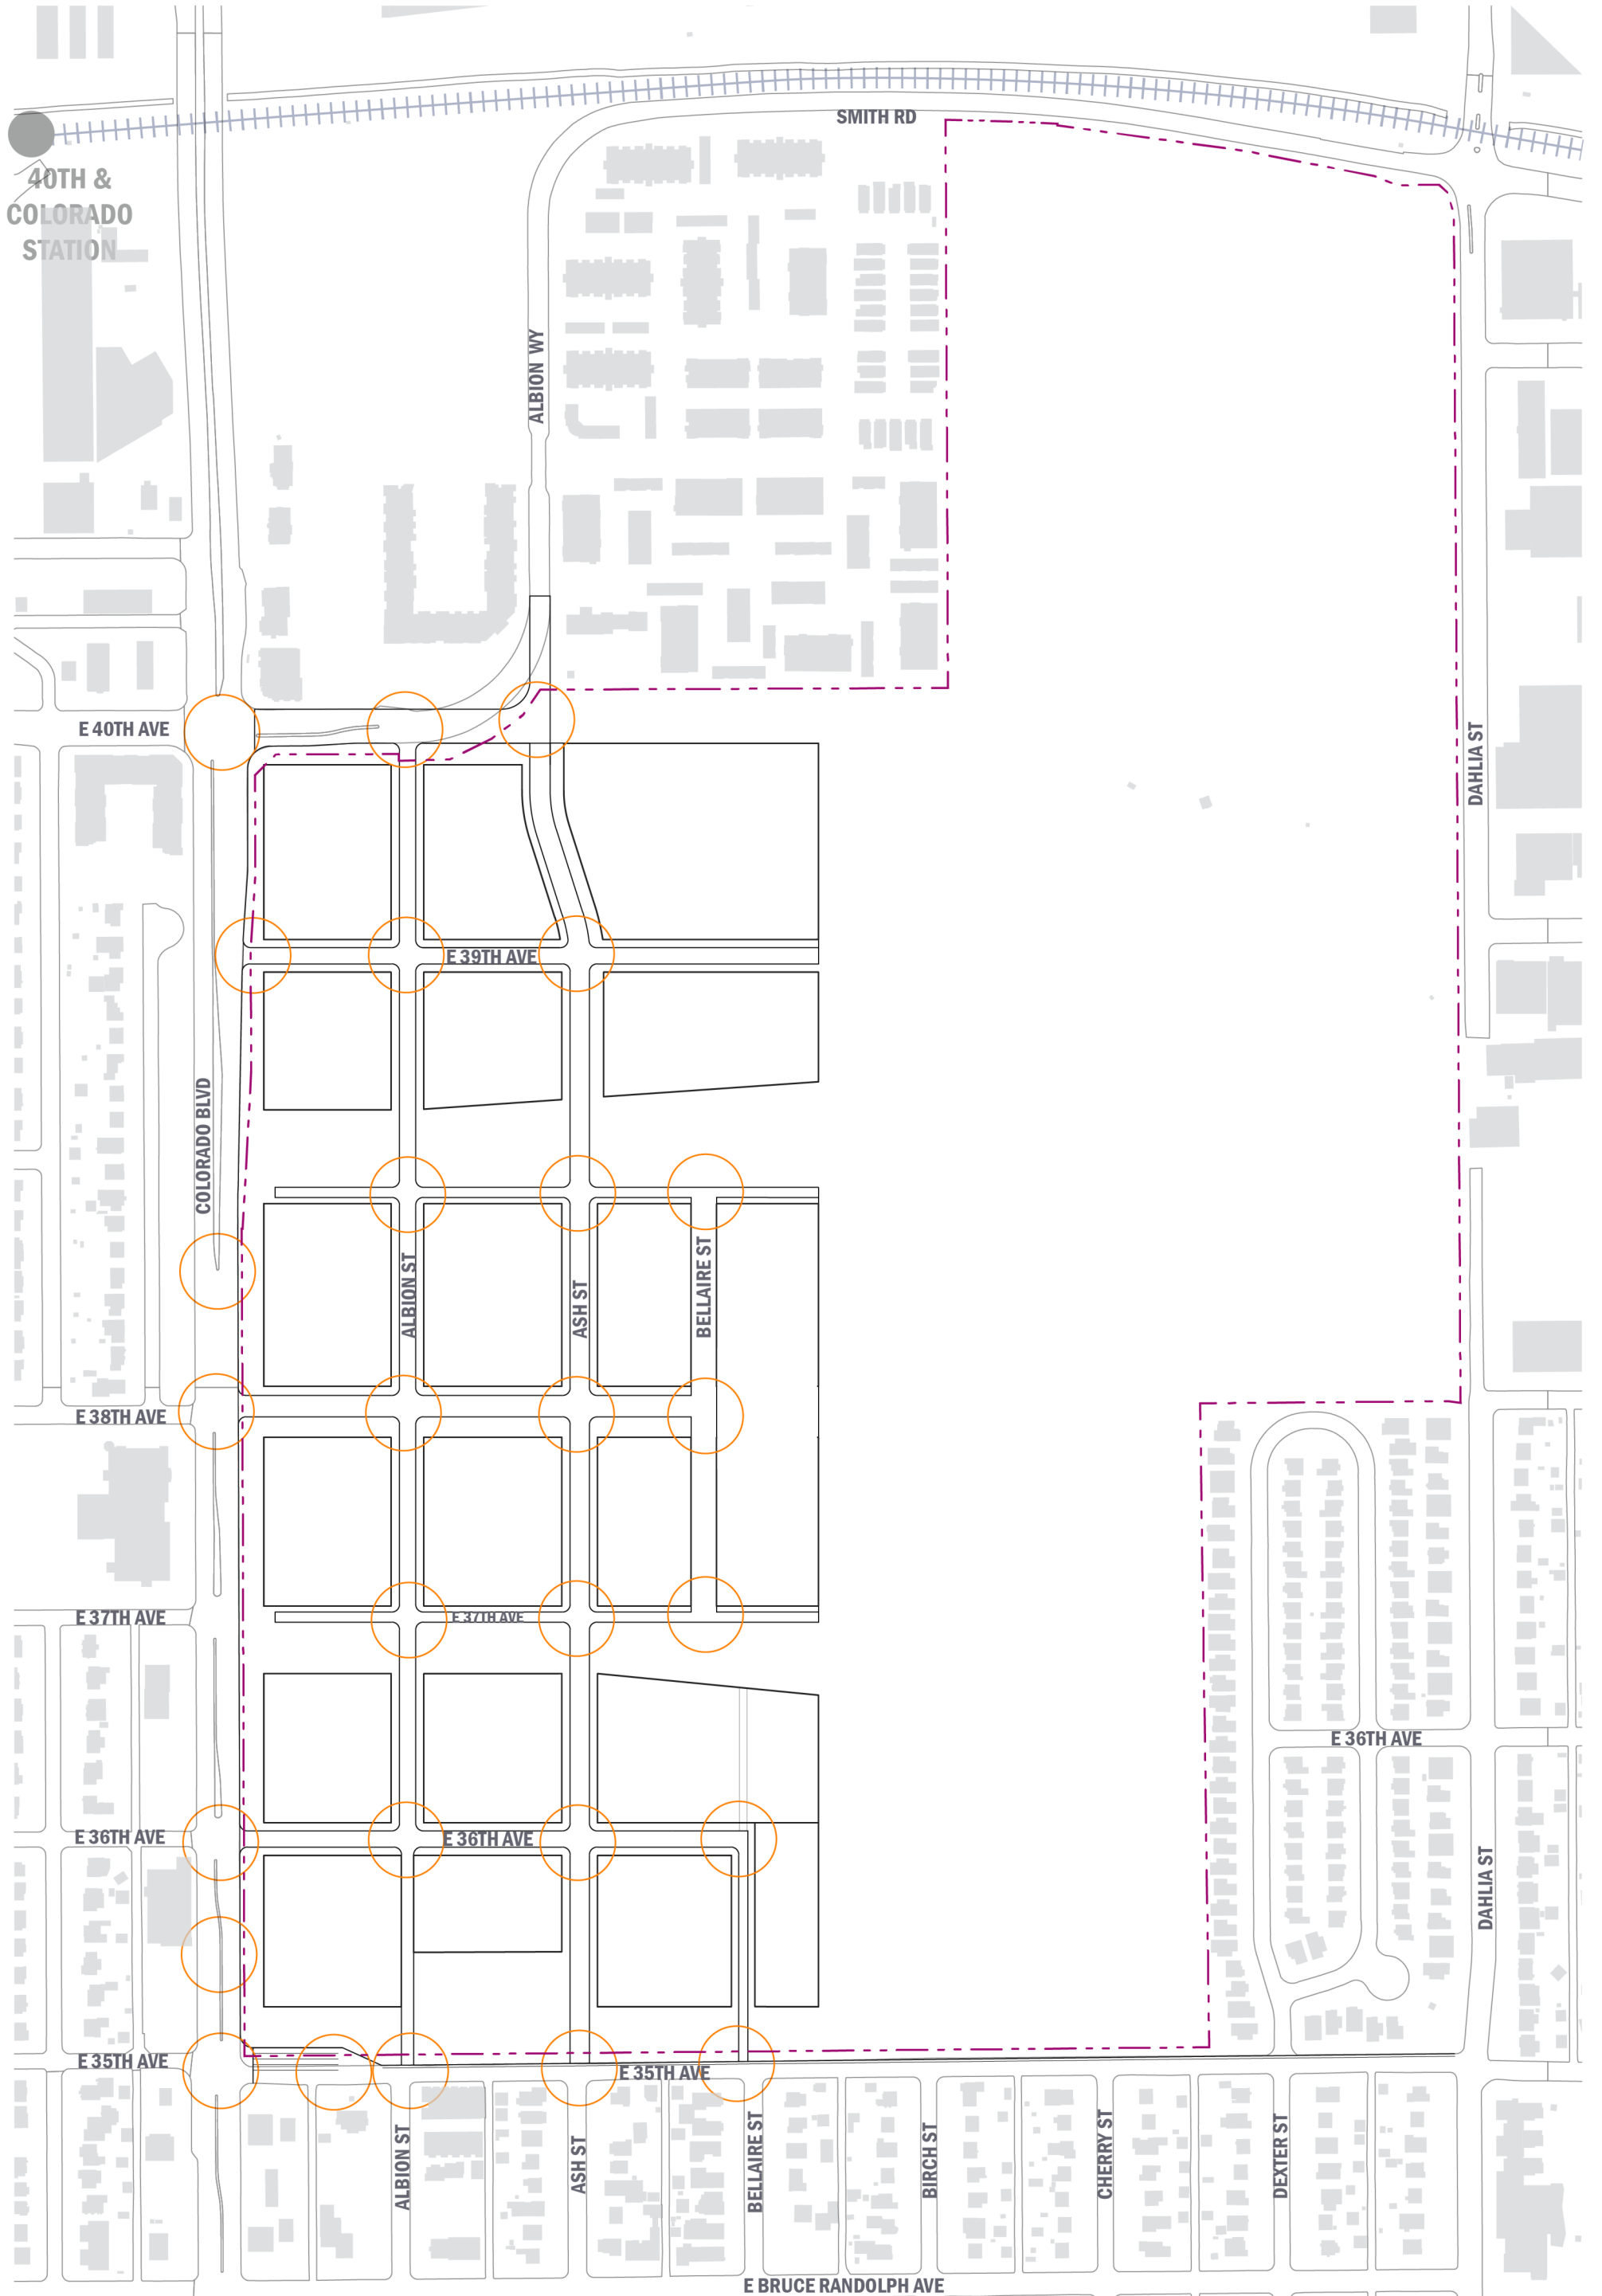 SMITH RD
40TH &
COLORADO
STATION
ALBION WY
E 40TH AVE
DAHLIA ST
E 39TH AVE
COLORADO BLVD
ALBION ST
ASH ST
BELLAIRE ST
E 38TH AVE
E 37TH AVE
E 37TH AVE
E 36TH AVE
E 36TH AVE
E 36TH AVE
DAHLIA ST
E 35TH AVE
E 35TH AVE
ALBION ST
ASH ST
BELLAIRE ST
BIRCH ST
CHERRY ST
DEXTER ST
E BRUCE RANDOLPH AVE